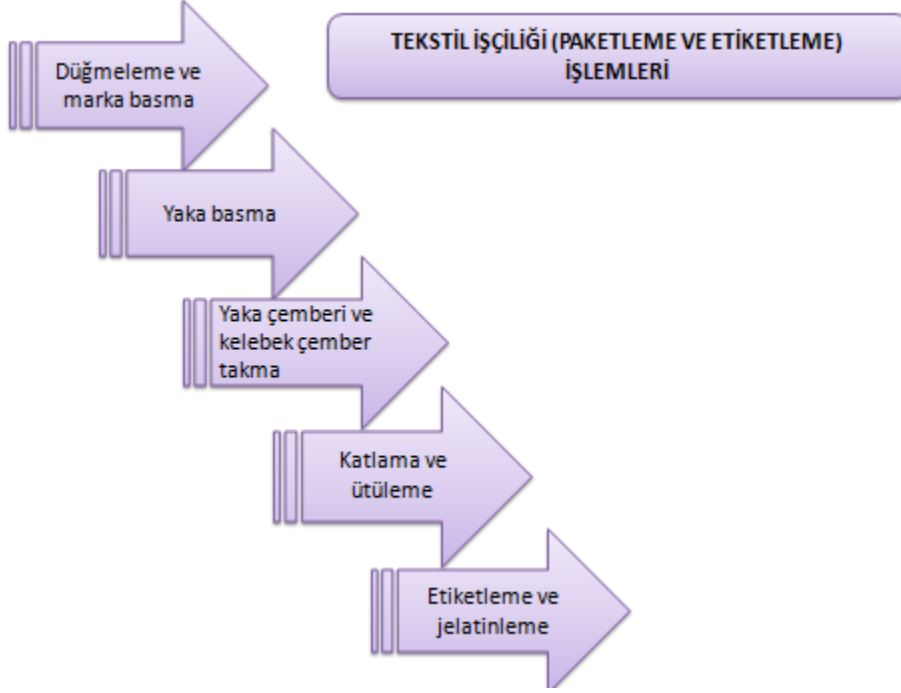 TEKSTİL İŞÇİLİĞİ (PAKETLEME VE ETİKETLEME)
İŞLEMLERİ
Düğmeleme ve
marka basma
Yaka basma
Yaka çemberi ve
kelebek çember
takma
Katlama ve
ütüleme
Etiketleme ve
jelatinleme